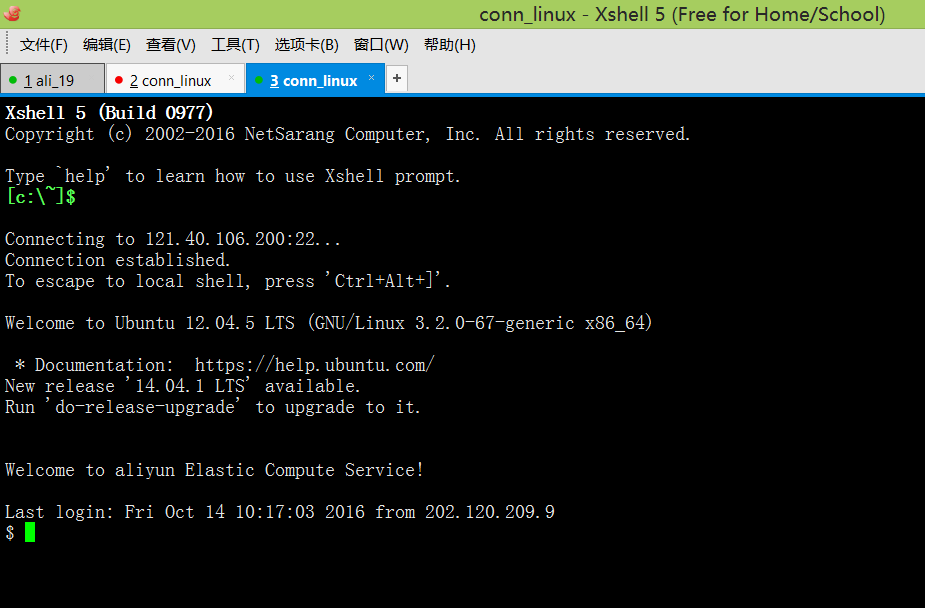 conn_linux - Xshell 5 (Free for Home/School)
文件(F) 编辑(E) 查看(V) 工具(T) 选项卡(B) 窗口(W) 帮助(H)
1 ali_19 × 2 conn_linux × 3 conn_linux × +
Xshell 5 (Build 0977)
Copyright (c) 2002-2016 NetSarang Computer, Inc. All rights reserved.
Type `help' to learn how to use Xshell prompt.
[c:\~]$
Connecting to 121.40.106.200:22...
Connection established.
To escape to local shell, press 'Ctrl+Alt+]'.
Welcome to Ubuntu 12.04.5 LTS (GNU/Linux 3.2.0-67-generic x86_64)
* Documentation:  https://help.ubuntu.com/
New release '14.04.1 LTS' available.
Run 'do-release-upgrade' to upgrade to it.
Welcome to aliyun Elastic Compute Service!
Last login: Fri Oct 14 10:17:03 2016 from 202.120.209.9
$